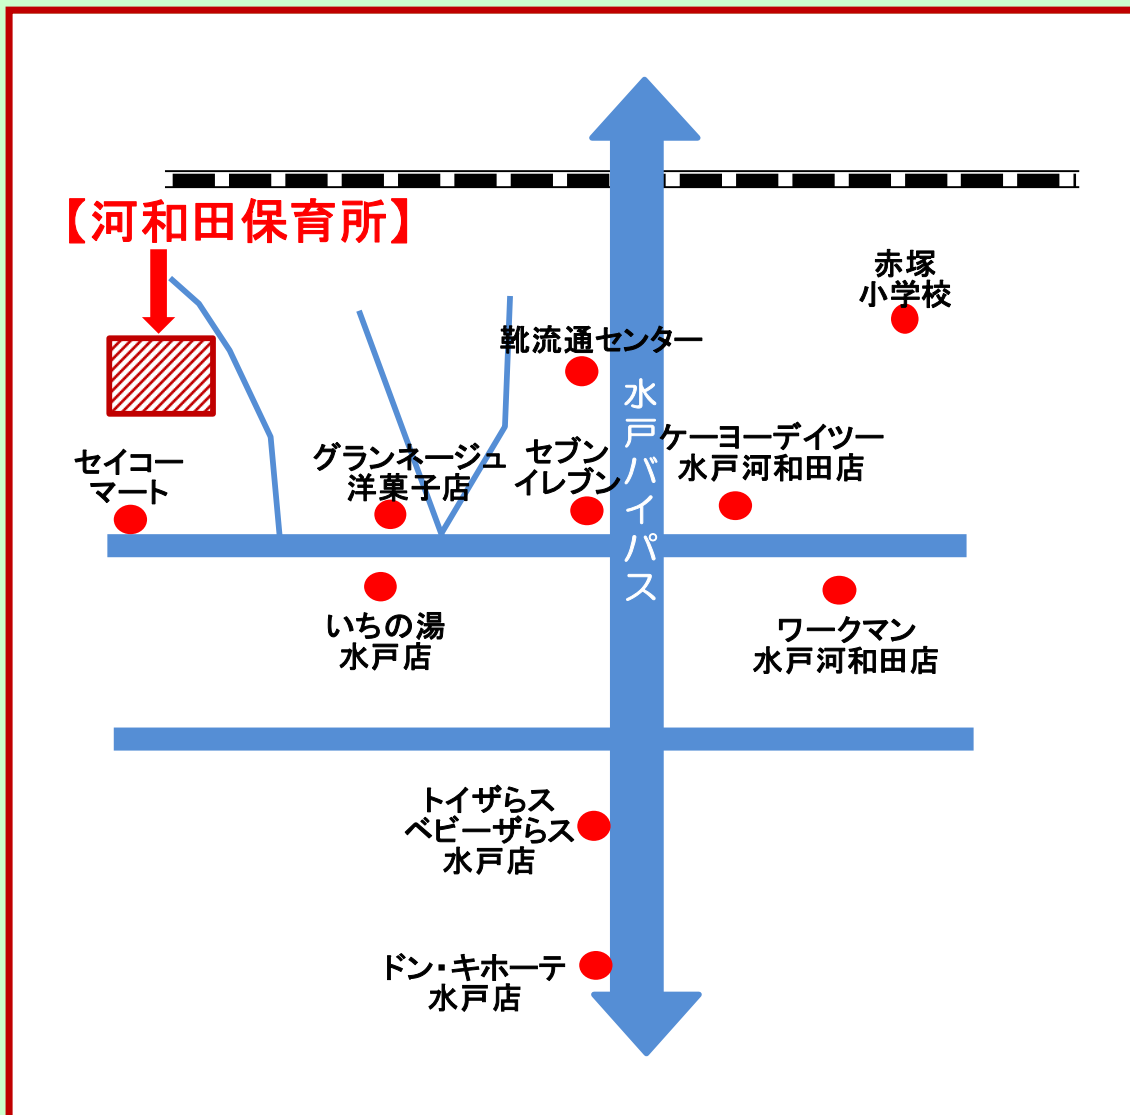 【河和田保育所】
赤塚
小学校
靴流通センター
水戸バイパス
ケーヨーデイツー
水戸河和田店
セブン
イレブン
グランネージュ
洋菓子店
セイコー
マート
いちの湯
水戸店
ワークマン
水戸河和田店
トイザらス
ベビーザらス
水戸店
ドン・キホーテ
水戸店